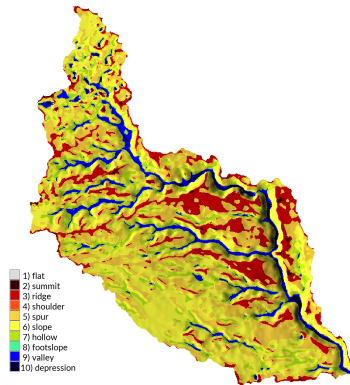 1) flat
2) summit
3) ridge
4) shoulder
5) spur
6) slope
7) hollow
8) footslope
9) valley
10) depression